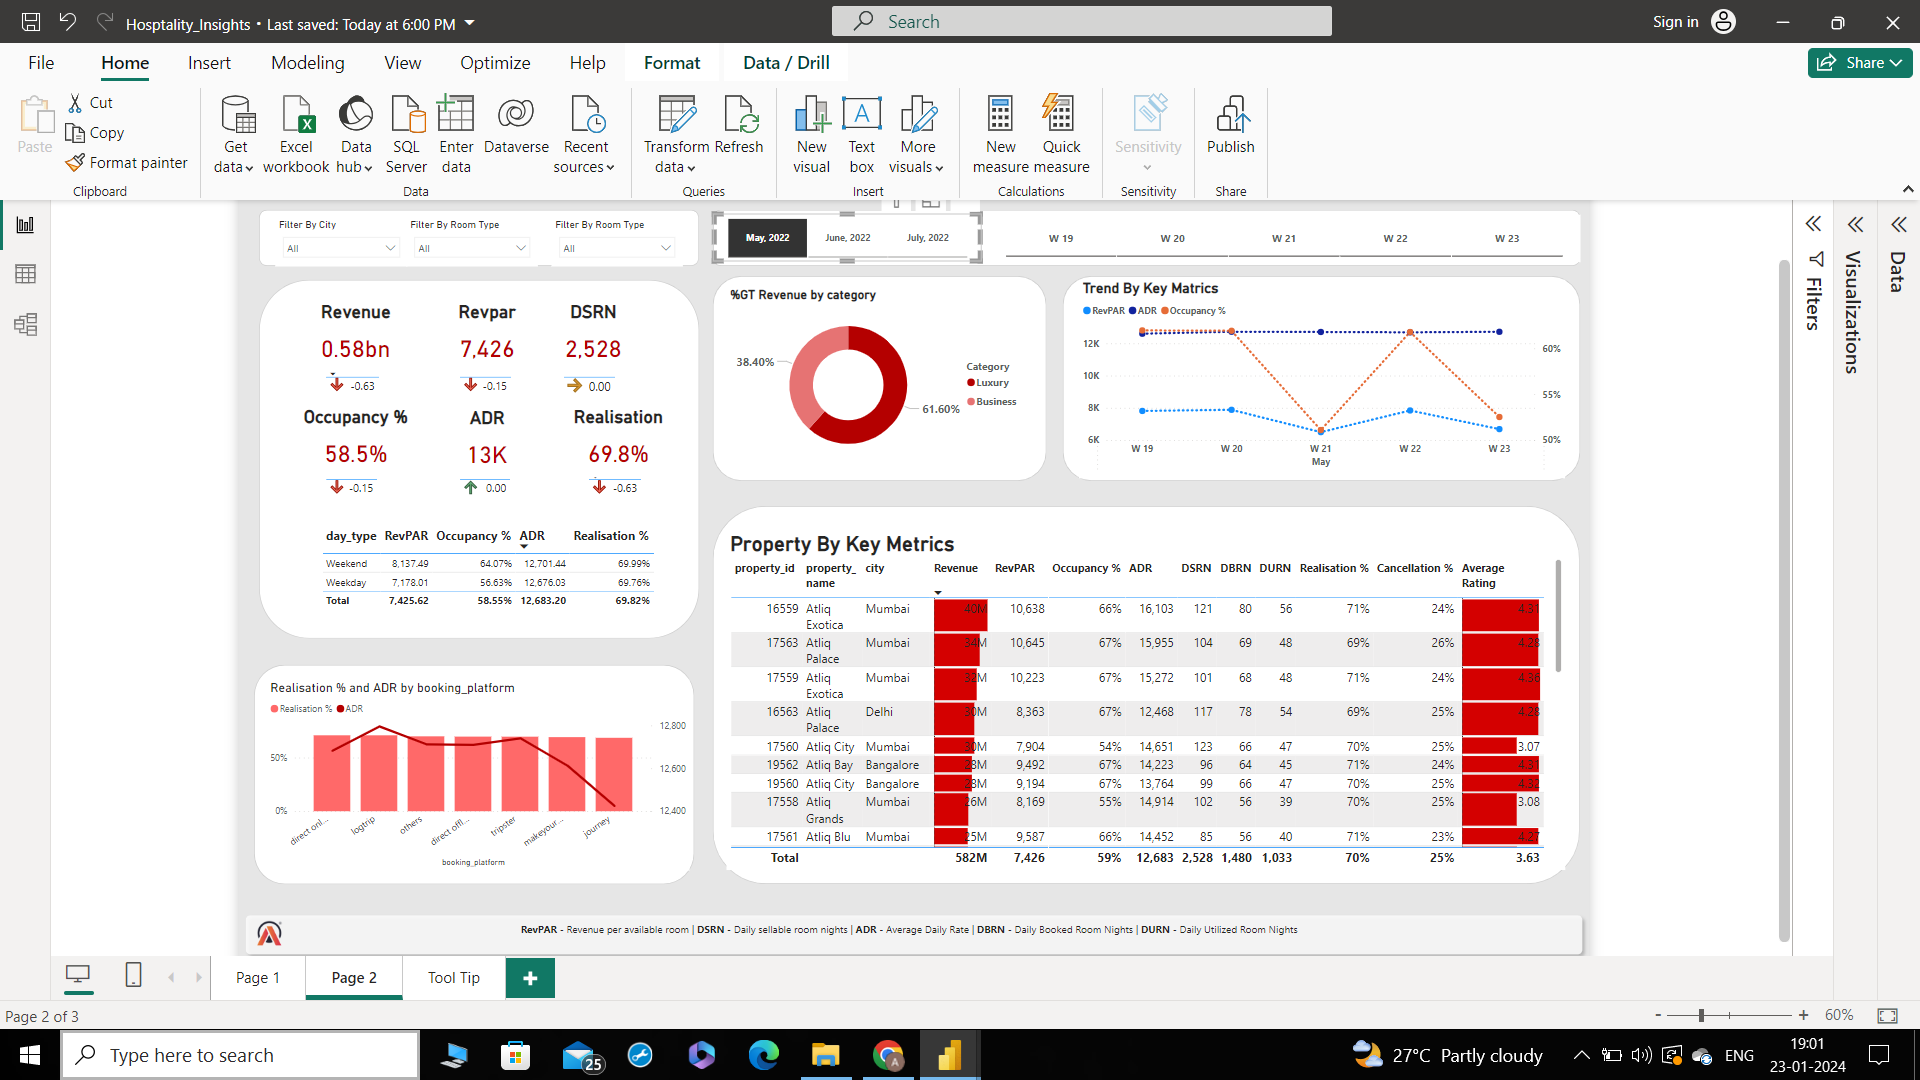 Hosptality_Insights • Last saved: Today at 6:00 PM
Search
Sign in
File Home Insert Modeling View Optimize Help Format Data / Drill
Share
Paste
Cut
Copy
Format painter
Get data
Excel workbook
Data hub
SQL Server
Enter data
Dataverse
Recent sources
Transform data
Refresh
New visual
Text box
More visuals
New measure
Quick measure
Sensitivity
Publish
Clipboard Data Queries Insert Calculations Sensitivity Share
Filter By City Filter By Room Type Filter By Room Type
All All All
May, 2022 June, 2022 July, 2022
W 19 W 20 W 21 W 22 W 23
Revenue Revpar DSRN
0.58bn 7,426 2,528
-0.63 -0.15 0.00
Occupancy % ADR Realisation
58.5% 13K 69.8%
-0.15 0.00 -0.63
day_type RevPAR Occupancy % ADR Realisation %
Weekend 8,137.49 64.07% 12,701.44 69.99%
Weekday 7,178.01 56.63% 12,676.03 69.76%
Total 7,425.62 58.55% 12,683.20 69.82%
%GT Revenue by category
38.40%
61.60%
Category
Luxury
Business
Trend By Key Matrics
RevPAR ADR Occupancy %
12K
10K
8K
6K
60%
55%
50%
W 19 W 20 W 21 W 22 W 23
May
Realisation % and ADR by booking_platform
Realisation % ADR
50%
0%
12,800
12,600
12,400
direct onl... logtrip others direct offl... tripster makeyour... journey
booking_platform
Property By Key Metrics
property_id property_name city Revenue RevPAR Occupancy % ADR DSRN DBRN DURN Realisation % Cancellation % Average Rating
16559 Atliq Exotica Mumbai 40M 10,638 66% 16,103 121 80 56 71% 24% 4.31
17563 Atliq Palace Mumbai 34M 10,645 67% 15,955 104 69 48 69% 26% 4.28
17559 Atliq Exotica Mumbai 10,223 67% 15,272 101 68 48 71% 24%
16563 Atliq Palace Delhi 30M 8,363 67% 12,468 117 78 54 69% 25% 4.28
17560 Atliq City Mumbai 30M 7,904 54% 14,651 123 66 47 70% 25% 3.07
19562 Atliq Bay Bangalore 28M 9,492 67% 14,223 96 64 45 71% 24% 4.31
19560 Atliq City Bangalore 28M 9,194 67% 13,764 99 66 47 70% 25%
17558 Atliq Grands Mumbai 26M 8,169 55% 14,914 102 56 39 70% 25% 3.08
17561 Atliq Blu Mumbai 25M 9,587 66% 14,452 85 56 40 71% 23% 4.27
Total 582M 7,426 59% 12,683 2,528 1,480 1,033 70% 25% 3.63
RevPAR - Revenue per available room | DSRN - Daily sellable room nights | ADR - Average Daily Rate | DBRN - Daily Booked Room Nights | DURN - Daily Utilized Room Nights
Filters
Visualizations
Data
Page 1 Page 2 Tool Tip +
Page 2 of 3
- + 60%
Type here to search
25
27°C Partly cloudy
ENG
19:01
23-01-2024